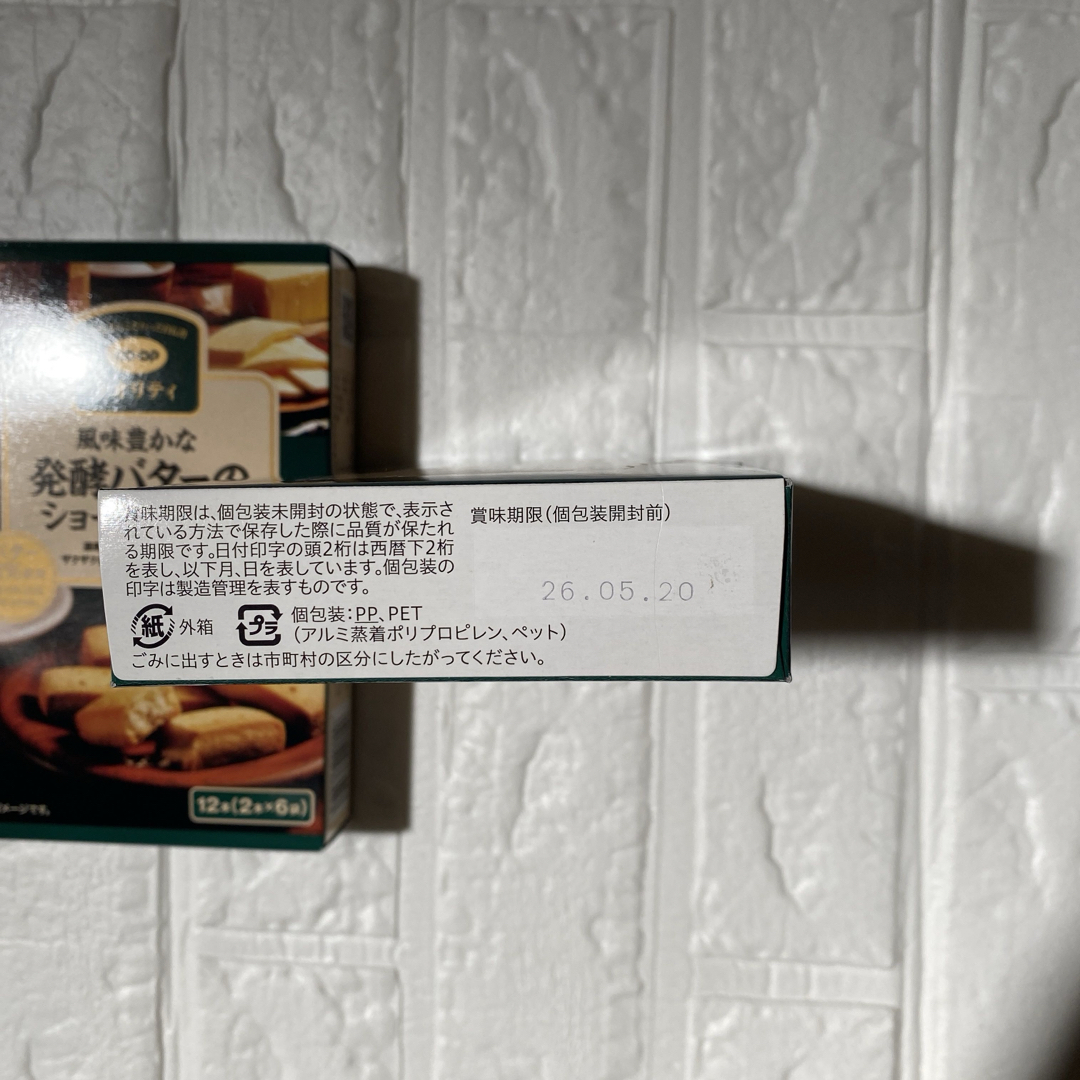 CO・OP
風味豊かな
発酵バターの
ショー
12本(2本×6袋)
賞味期限は、個包装未開封の状態で、表示さ
れている方法で保存した際に品質が保たれ
る期限です。日付印字の頭2桁は西暦下2桁
を表し、以下月、日を表しています。個包装の
印字は製造管理を表すものです。
賞味期限(個包装開封前)
26.05.20
紙 外箱
プラ 個包装:PP、PET
(アルミ蒸着ポリプロピレン、ペット)
ごみに出すときは市町村の区分にしたがってください。